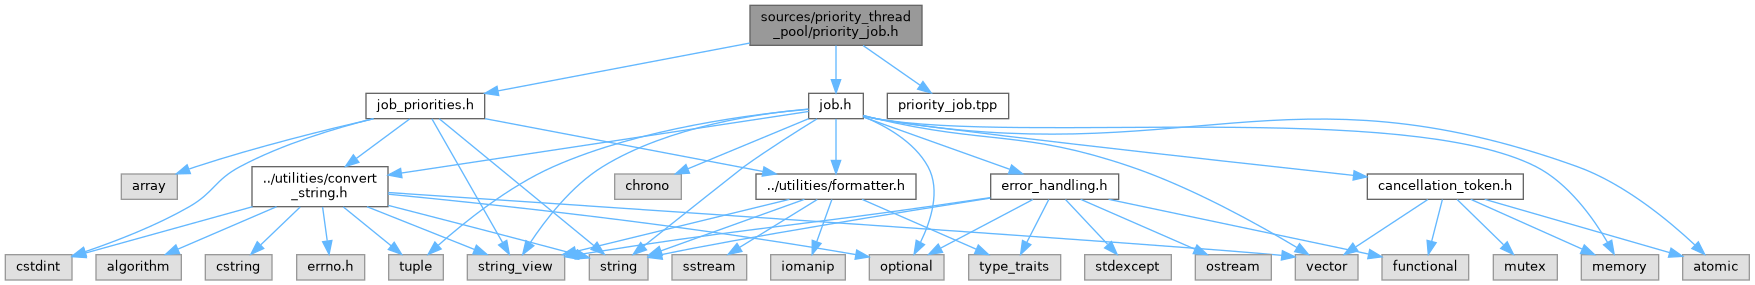 sources/priority_thread
_pool/priority_job.h
job_priorities.h
job.h
priority_job.tpp
array
../utilities/convert
_string.h
chrono
../utilities/formatter.h
error_handling.h
cancellation_token.h
cstdint
algorithm
cstring
errno.h
tuple
string_view
string
sstream
iomanip
optional
type_traits
stdexcept
ostream
vector
functional
mutex
memory
atomic